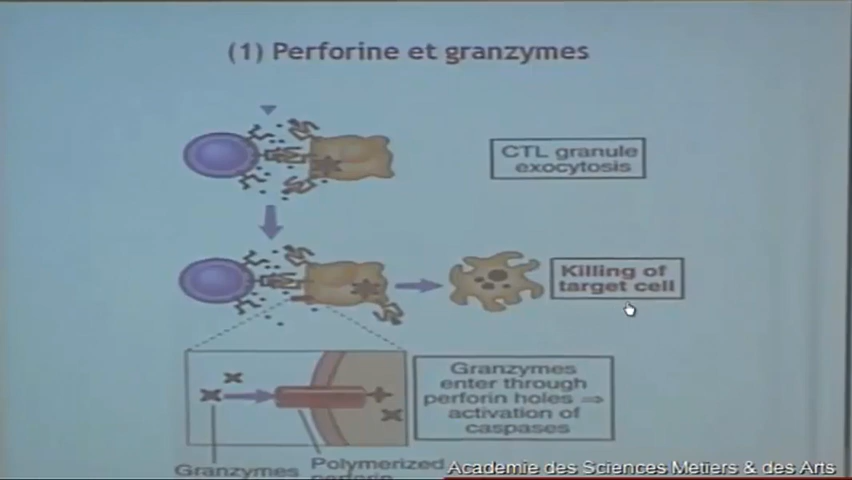 (1) Perforine et granzymes
CTL granule
exocytosis
Killing of
target cell
Granzymes
enter through
perforin holes ⇒
activation of
caspases
Granzymes
Polymerized
perforin
Academie des Sciences Metiers & des Arts